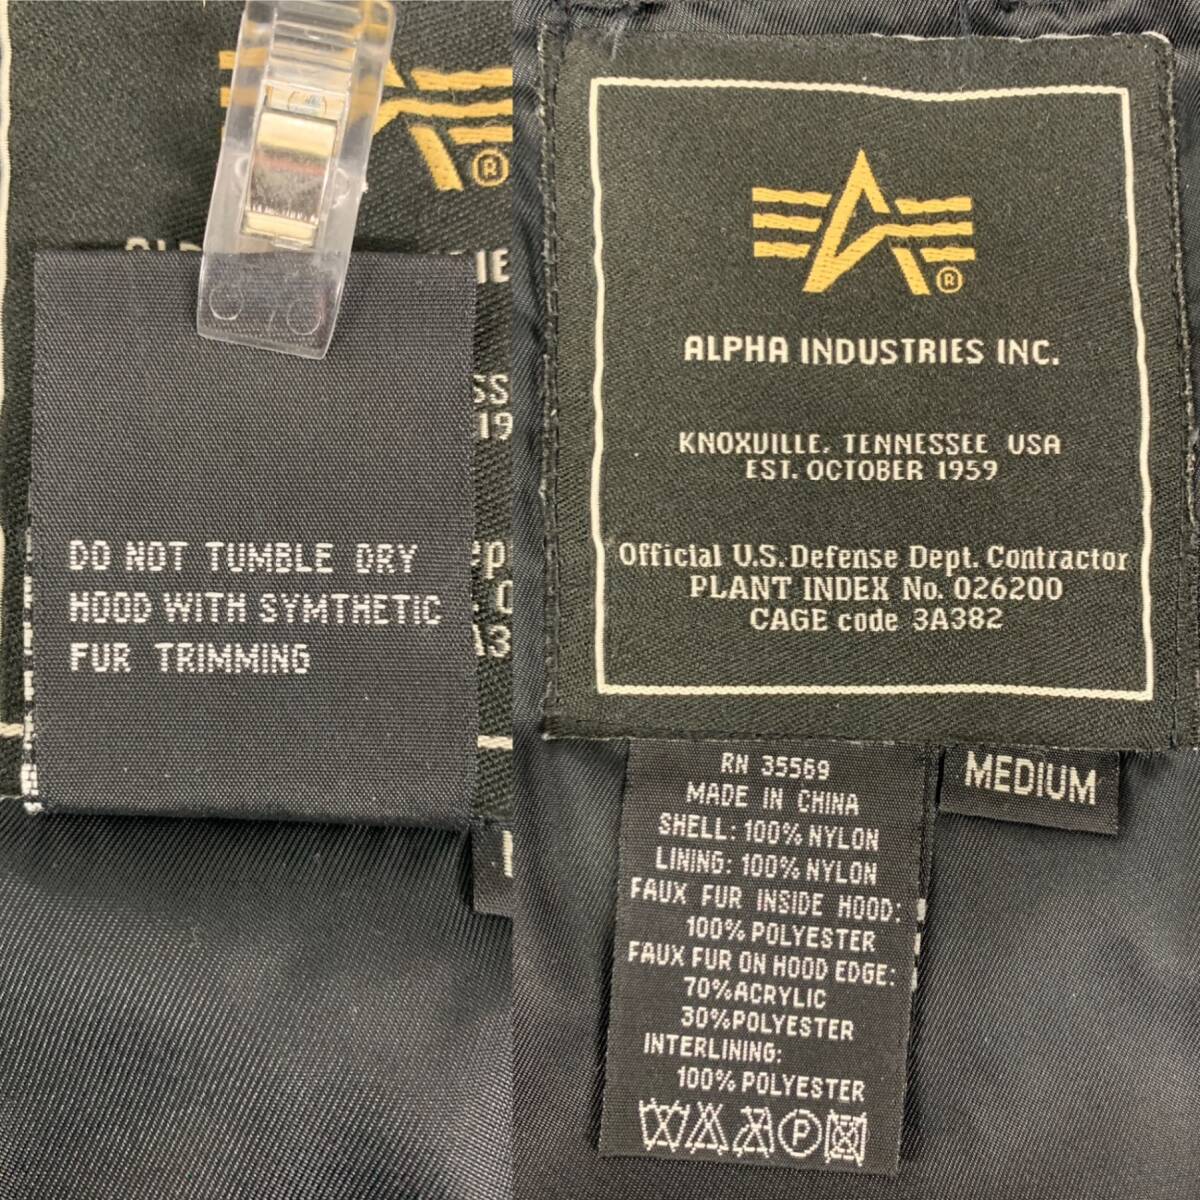 IE
SS
19
DO NOT TUMBLE DRY
HOOD WITH SYMTHETIC
FUR TRIMMING
ALPHA INDUSTRIES INC.
KNOXVILLE, TENNESSEE USA
EST. OCTOBER 1959
Official U.S. Defense Dept. Contractor
PLANT INDEX No. 026200
CAGE code 3A382
RN 35569
MADE IN CHINA
SHELL: 100% NYLON
LINING: 100% NYLON
FAUX FUR INSIDE HOOD:
100% POLYESTER
FAUX FUR ON HOOD EDGE:
70%ACRYLIC
30%POLYESTER
INTERLINING:
100% POLYESTER
P
MEDIUM